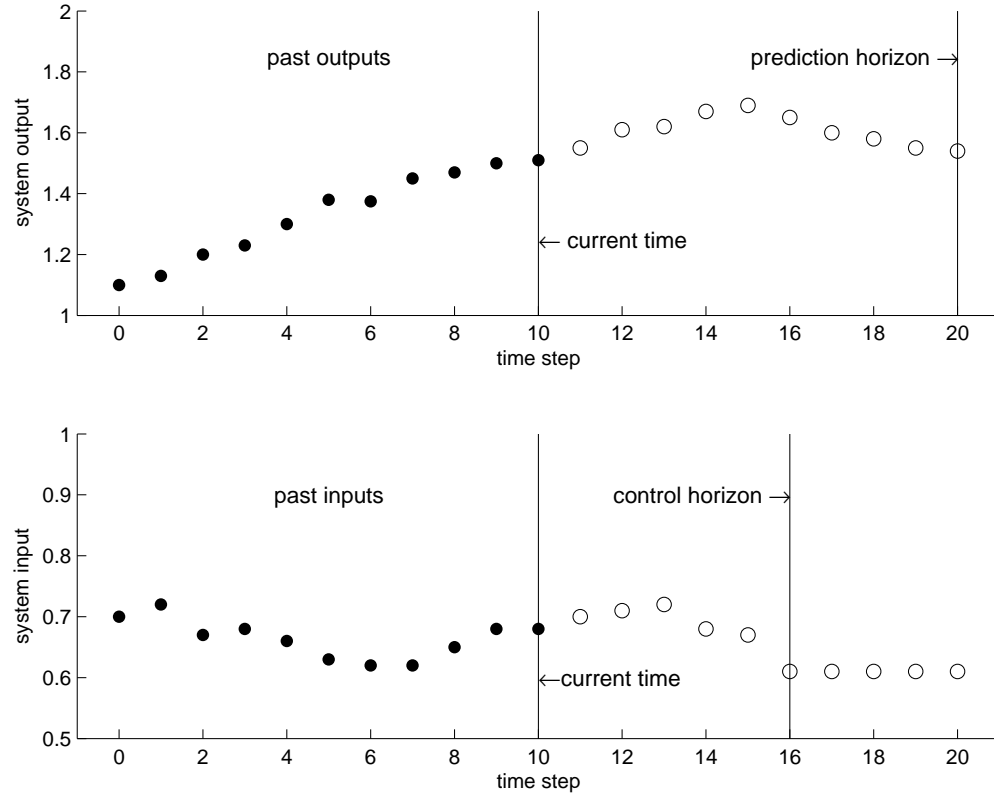 2
past outputs
prediction horizon →
1.8
1.6
system output
1.4
← current time
1.2
1
0 2 4 6 8 10 12 14 16 18 20
time step
1
past inputs
control horizon →
0.9
0.8
system input
0.7
0.6
←current time
0.5
0 2 4 6 8 10 12 14 16 18 20
time step